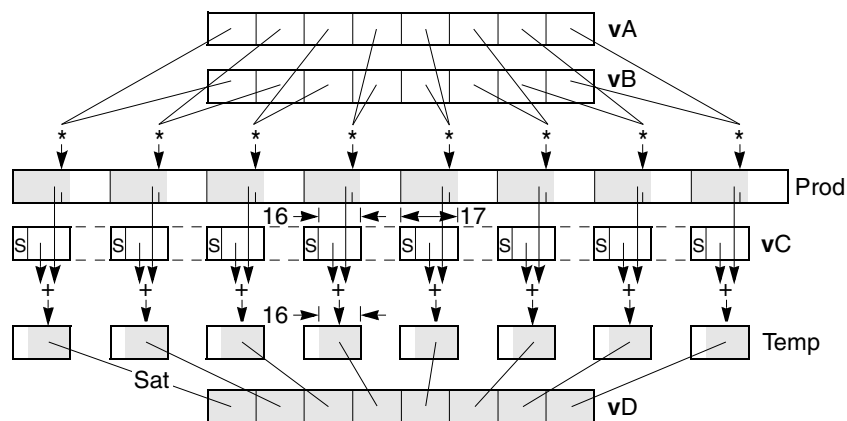 vA
vB
* * * * * * * *
Prod
16 17
S S S S S S S S vC
+ + + + + + + +
16
Temp
Sat
vD